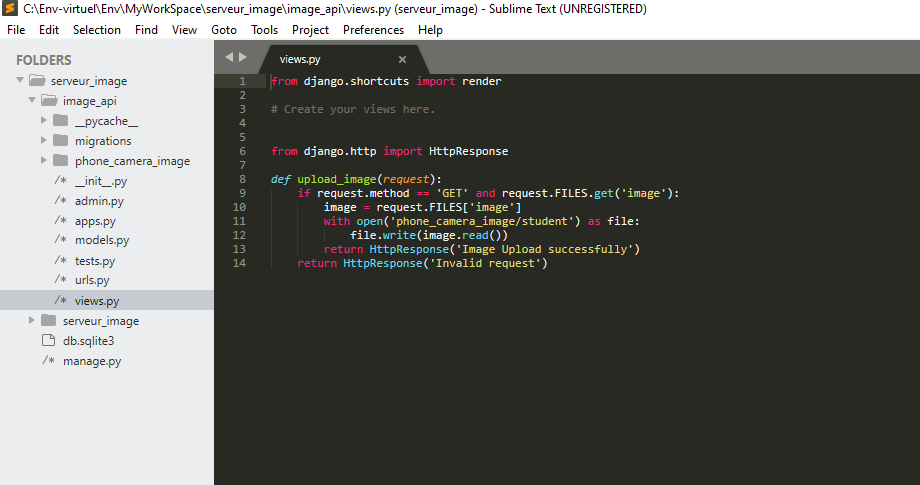 C:\Env-virtuel\Env\MyWorkSpace\serveur_image\image_api\views.py (serveur_image) - Sublime Text (UNREGISTERED)
File Edit Selection Find View Goto Tools Project Preferences Help
FOLDERS
serveur_image
image_api
__pycache__
migrations
phone_camera_image
/* __init__.py
/* admin.py
/* apps.py
/* models.py
/* tests.py
/* urls.py
/* views.py
serveur_image
db.sqlite3
/* manage.py
views.py ×
1 from django.shortcuts import render
2
3 # Create your views here.
4
5
6 from django.http import HttpResponse
7
8 def upload_image(request):
9     if request.method == 'GET' and request.FILES.get('image'):
10         image = request.FILES['image']
11         with open('phone_camera_image/student') as file:
12             file.write(image.read())
13         return HttpResponse('Image Upload successfully')
14     return HttpResponse('Invalid request')